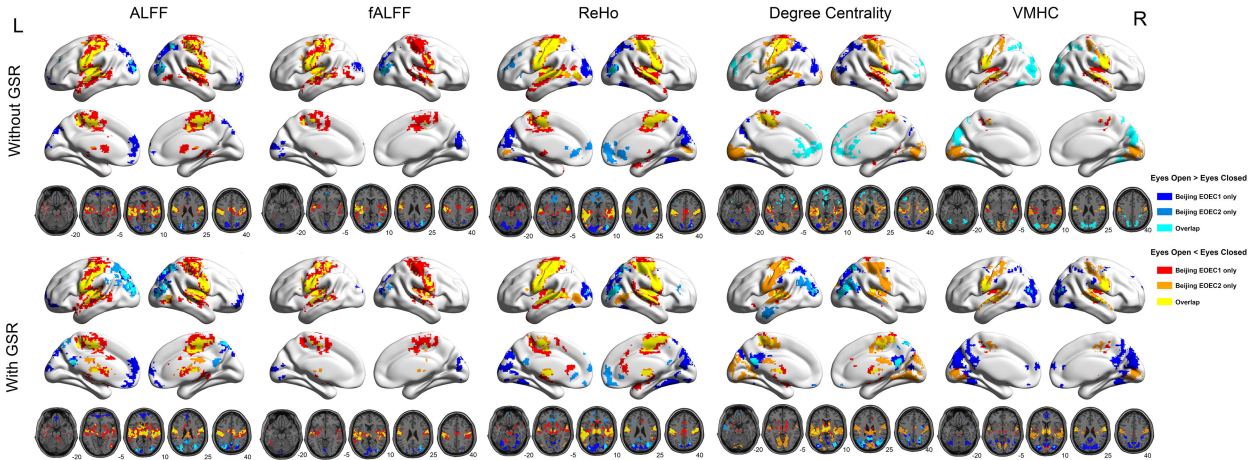 ALFF fALFF ReHo Degree Centrality VMHC
L R
Without GSR
Eyes Open > Eyes Closed
Beijing EOEC1 only
Beijing EOEC2 only
Overlap
-20 -5 10 25 40 -20 -5 10 25 40 -20 -5 10 25 40 -20 -5 10 25 40 -20 -5 10 25 40
Eyes Open < Eyes Closed
Beijing EOEC1 only
Beijing EOEC2 only
Overlap
With GSR
-20 -5 10 25 40 -20 -5 10 25 40 -20 -5 10 25 40 -20 -5 10 25 40 -20 -5 10 25 40